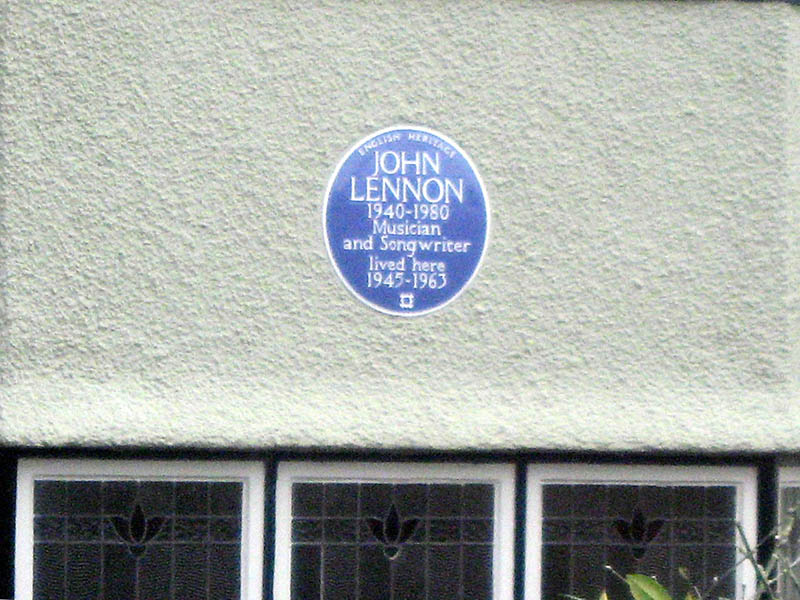 ENGLISH HERITAGE
JOHN
LENNON
1940-1980
Musician
and Songwriter
lived here
1945-1963